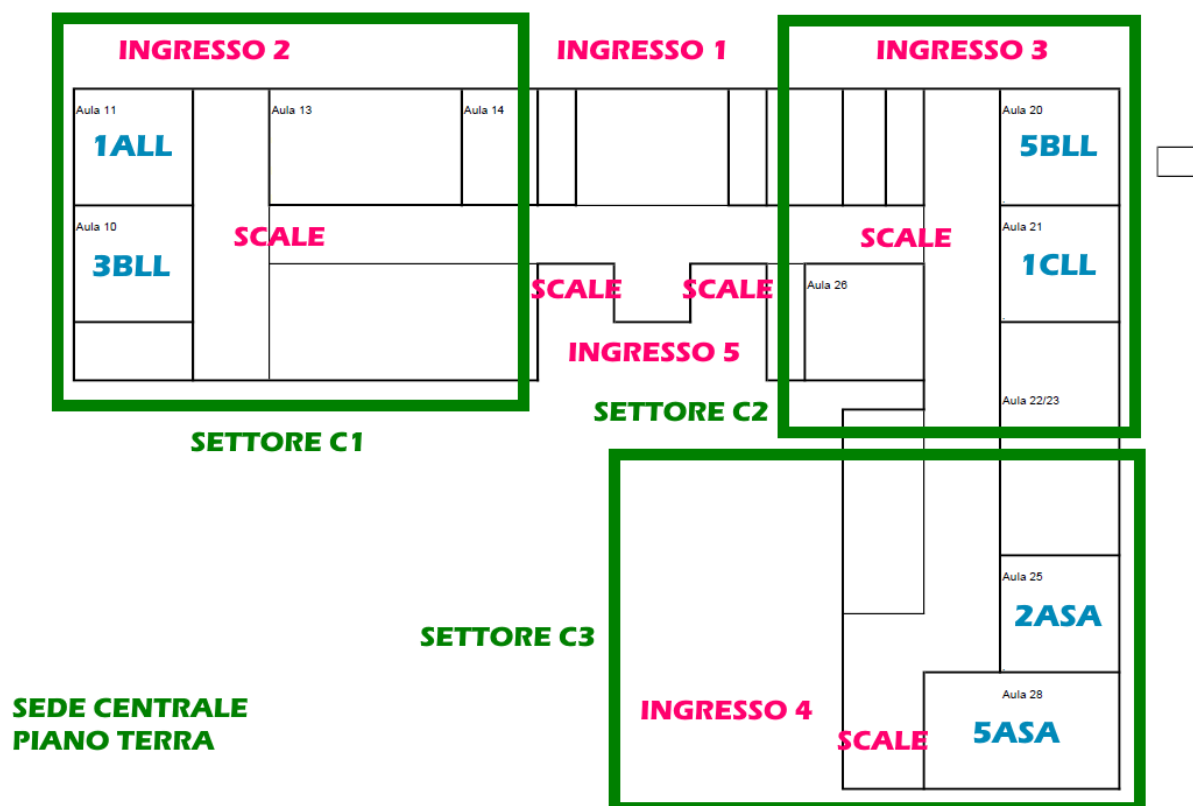 INGRESSO 2
INGRESSO 1
INGRESSO 3
Aula 11
1ALL
Aula 13
Aula 14
Aula 20
5BLL
Aula 10
3BLL
SCALE
SCALE
Aula 21
1CLL
SCALE
SCALE
Aula 26
INGRESSO 5
SETTORE C2
Aula 22/23
SETTORE C1
Aula 25
2ASA
SETTORE C3
INGRESSO 4
Aula 28
5ASA
SCALE
SEDE CENTRALE
PIANO TERRA